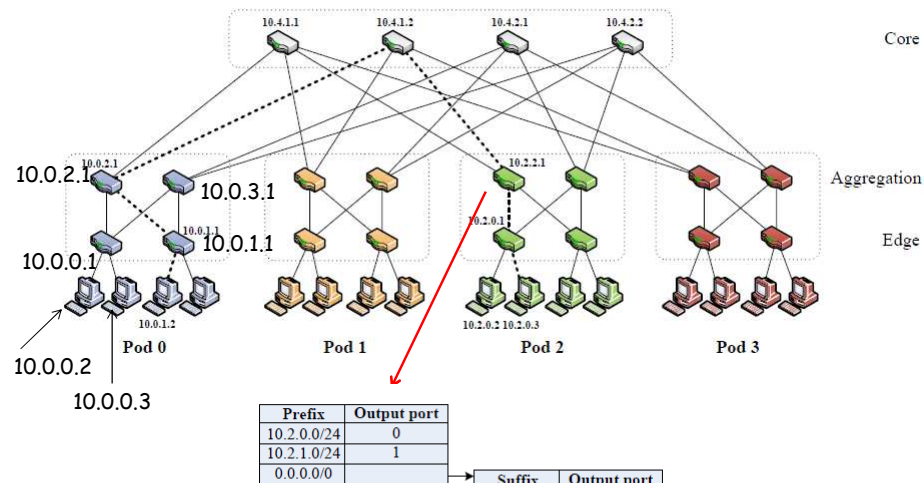 10.4.1.1 10.4.1.2 10.4.2.1 10.4.2.2
Core
10.0.2.1
10.0.2.1
10.0.3.1
10.2.2.1
Aggregation
10.0.1.1
10.0.1.1
10.2.0.1
Edge
10.0.0.1
10.0.1.2
10.2.0.2 10.2.0.3
Pod 0 Pod 1 Pod 2 Pod 3
10.0.0.2
10.0.0.3
Prefix Output port
10.2.0.0/24 0
10.2.1.0/24 1
0.0.0.0/0
Suffix Output port